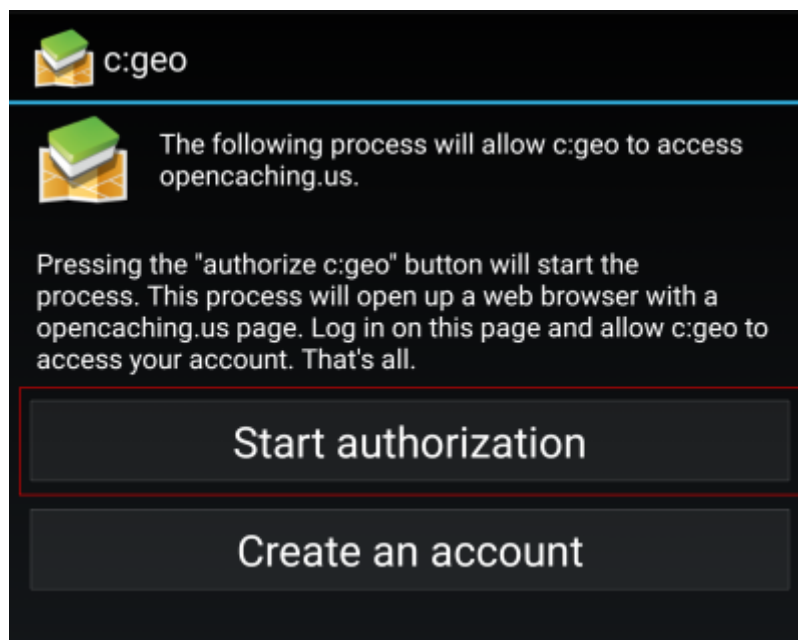 c:geo
The following process will allow c:geo to access
opencaching.us.
Pressing the "authorize c:geo" button will start the
process. This process will open up a web browser with a
opencaching.us page. Log in on this page and allow c:geo to
access your account. That's all.
Start authorization
Create an account